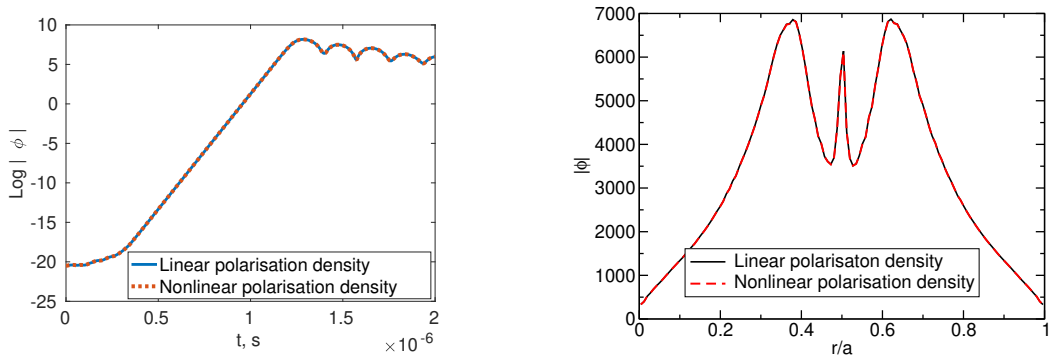 10
5
0
-5
-10
-15
-20
-25
Log | ϕ |
Linear polarisation density
Nonlinear polarisation density
0 0.5 1 1.5 2
t, s
×10⁻⁶
7000
6000
5000
4000
3000
2000
1000
0
|ϕ|
Linear polarisaton density
Nonlinear polarisation density
0 0.2 0.4 0.6 0.8 1
r/a